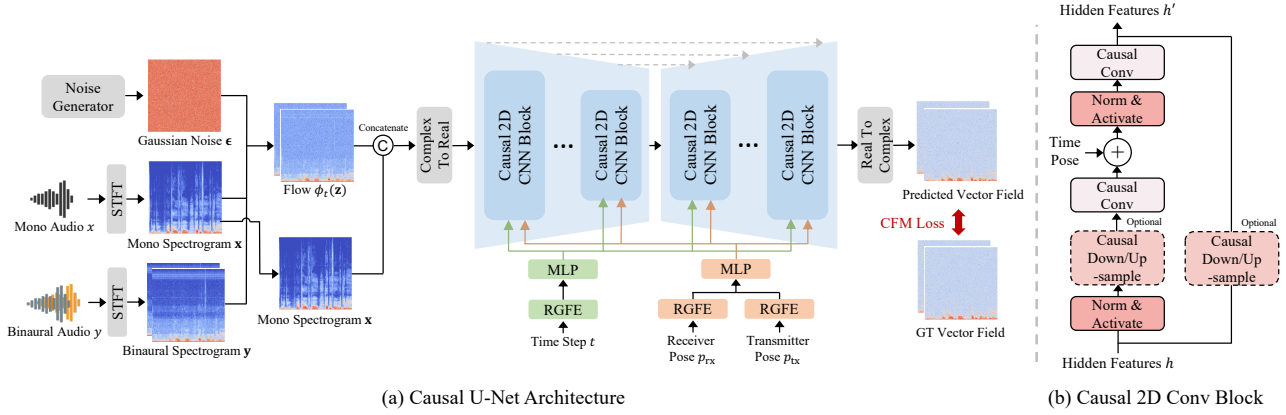 Noise
Generator
Gaussian Noise ϵ
Mono Audio x
STFT
Mono Spectrogram x
Binaural Audio y
STFT
Binaural Spectrogram y
Flow ϕt(z)
Mono Spectrogram x
Concatenate
C
Complex
To Real
Causal 2D
CNN Block
...
Causal 2D
CNN Block
Causal 2D
CNN Block
...
Causal 2D
CNN Block
MLP
RGFE
Time Step t
MLP
RGFE
RGFE
Receiver
Pose prx
Transmitter
Pose ptx
Real To
Complex
Predicted Vector Field
CFM Loss
GT Vector Field
(a) Causal U-Net Architecture
Hidden Features h′
Causal
Conv
Norm &
Activate
Time
Pose
+
Causal
Conv
Optional
Causal
Down/Up
-sample
Optional
Causal
Down/Up
-sample
Norm &
Activate
Hidden Features h
(b) Causal 2D Conv Block